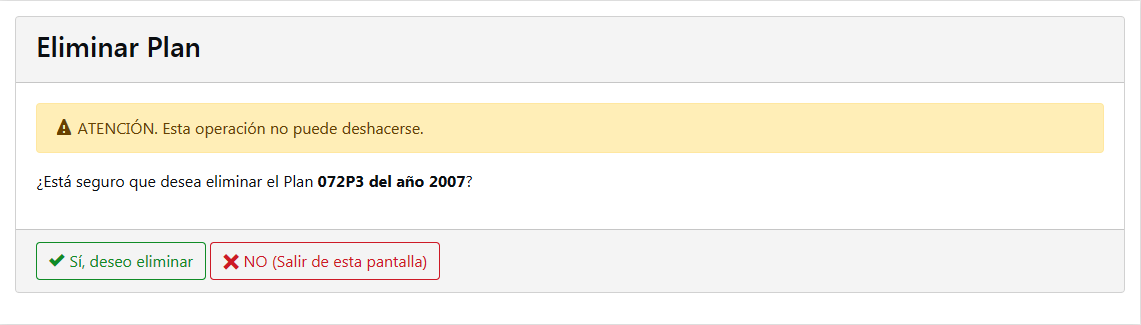 Eliminar Plan
ATENCIÓN. Esta operación no puede deshacerse.
¿Está seguro que desea eliminar el Plan 072P3 del año 2007?
Sí, deseo eliminar
NO (Salir de esta pantalla)